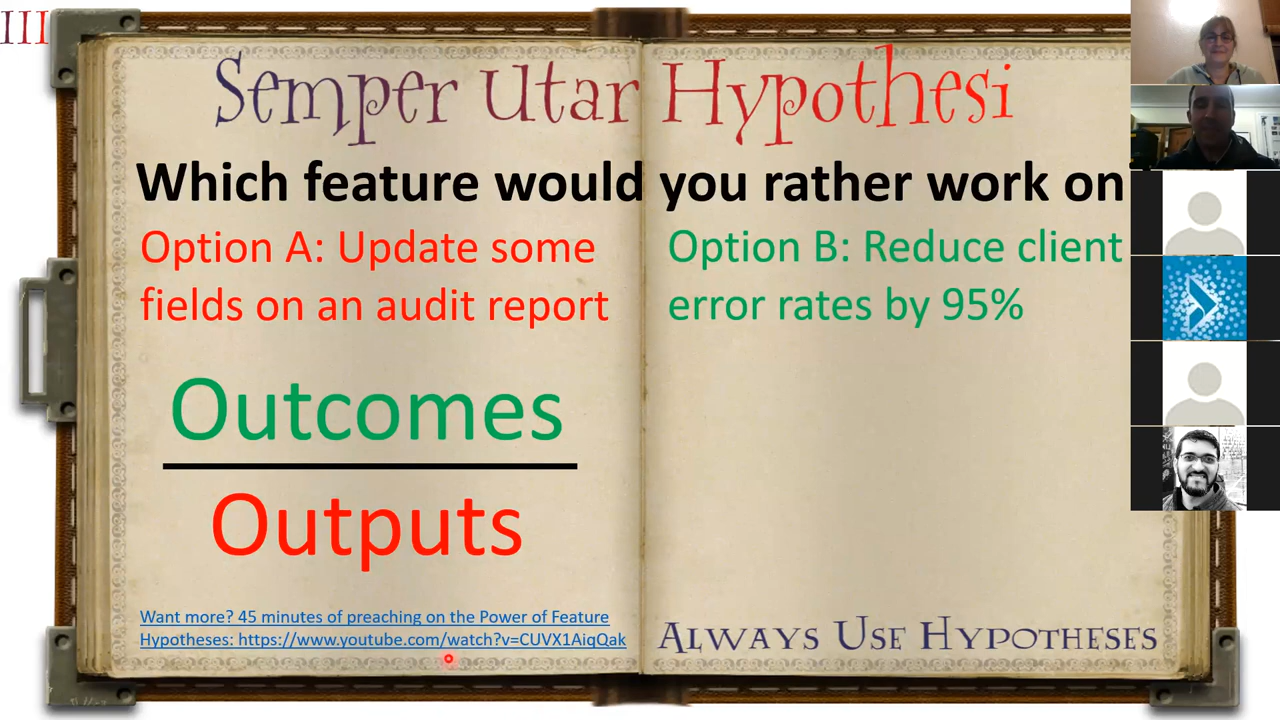 III
Semper Utar Hypothesi
Which feature would you rather work on
Option A: Update some
fields on an audit report
Option B: Reduce client
error rates by 95%
Outcomes
Outputs
Want more? 45 minutes of preaching on the Power of Feature
Hypotheses: https://www.youtube.com/watch?v=CUVX1AiqQak
Always Use Hypotheses